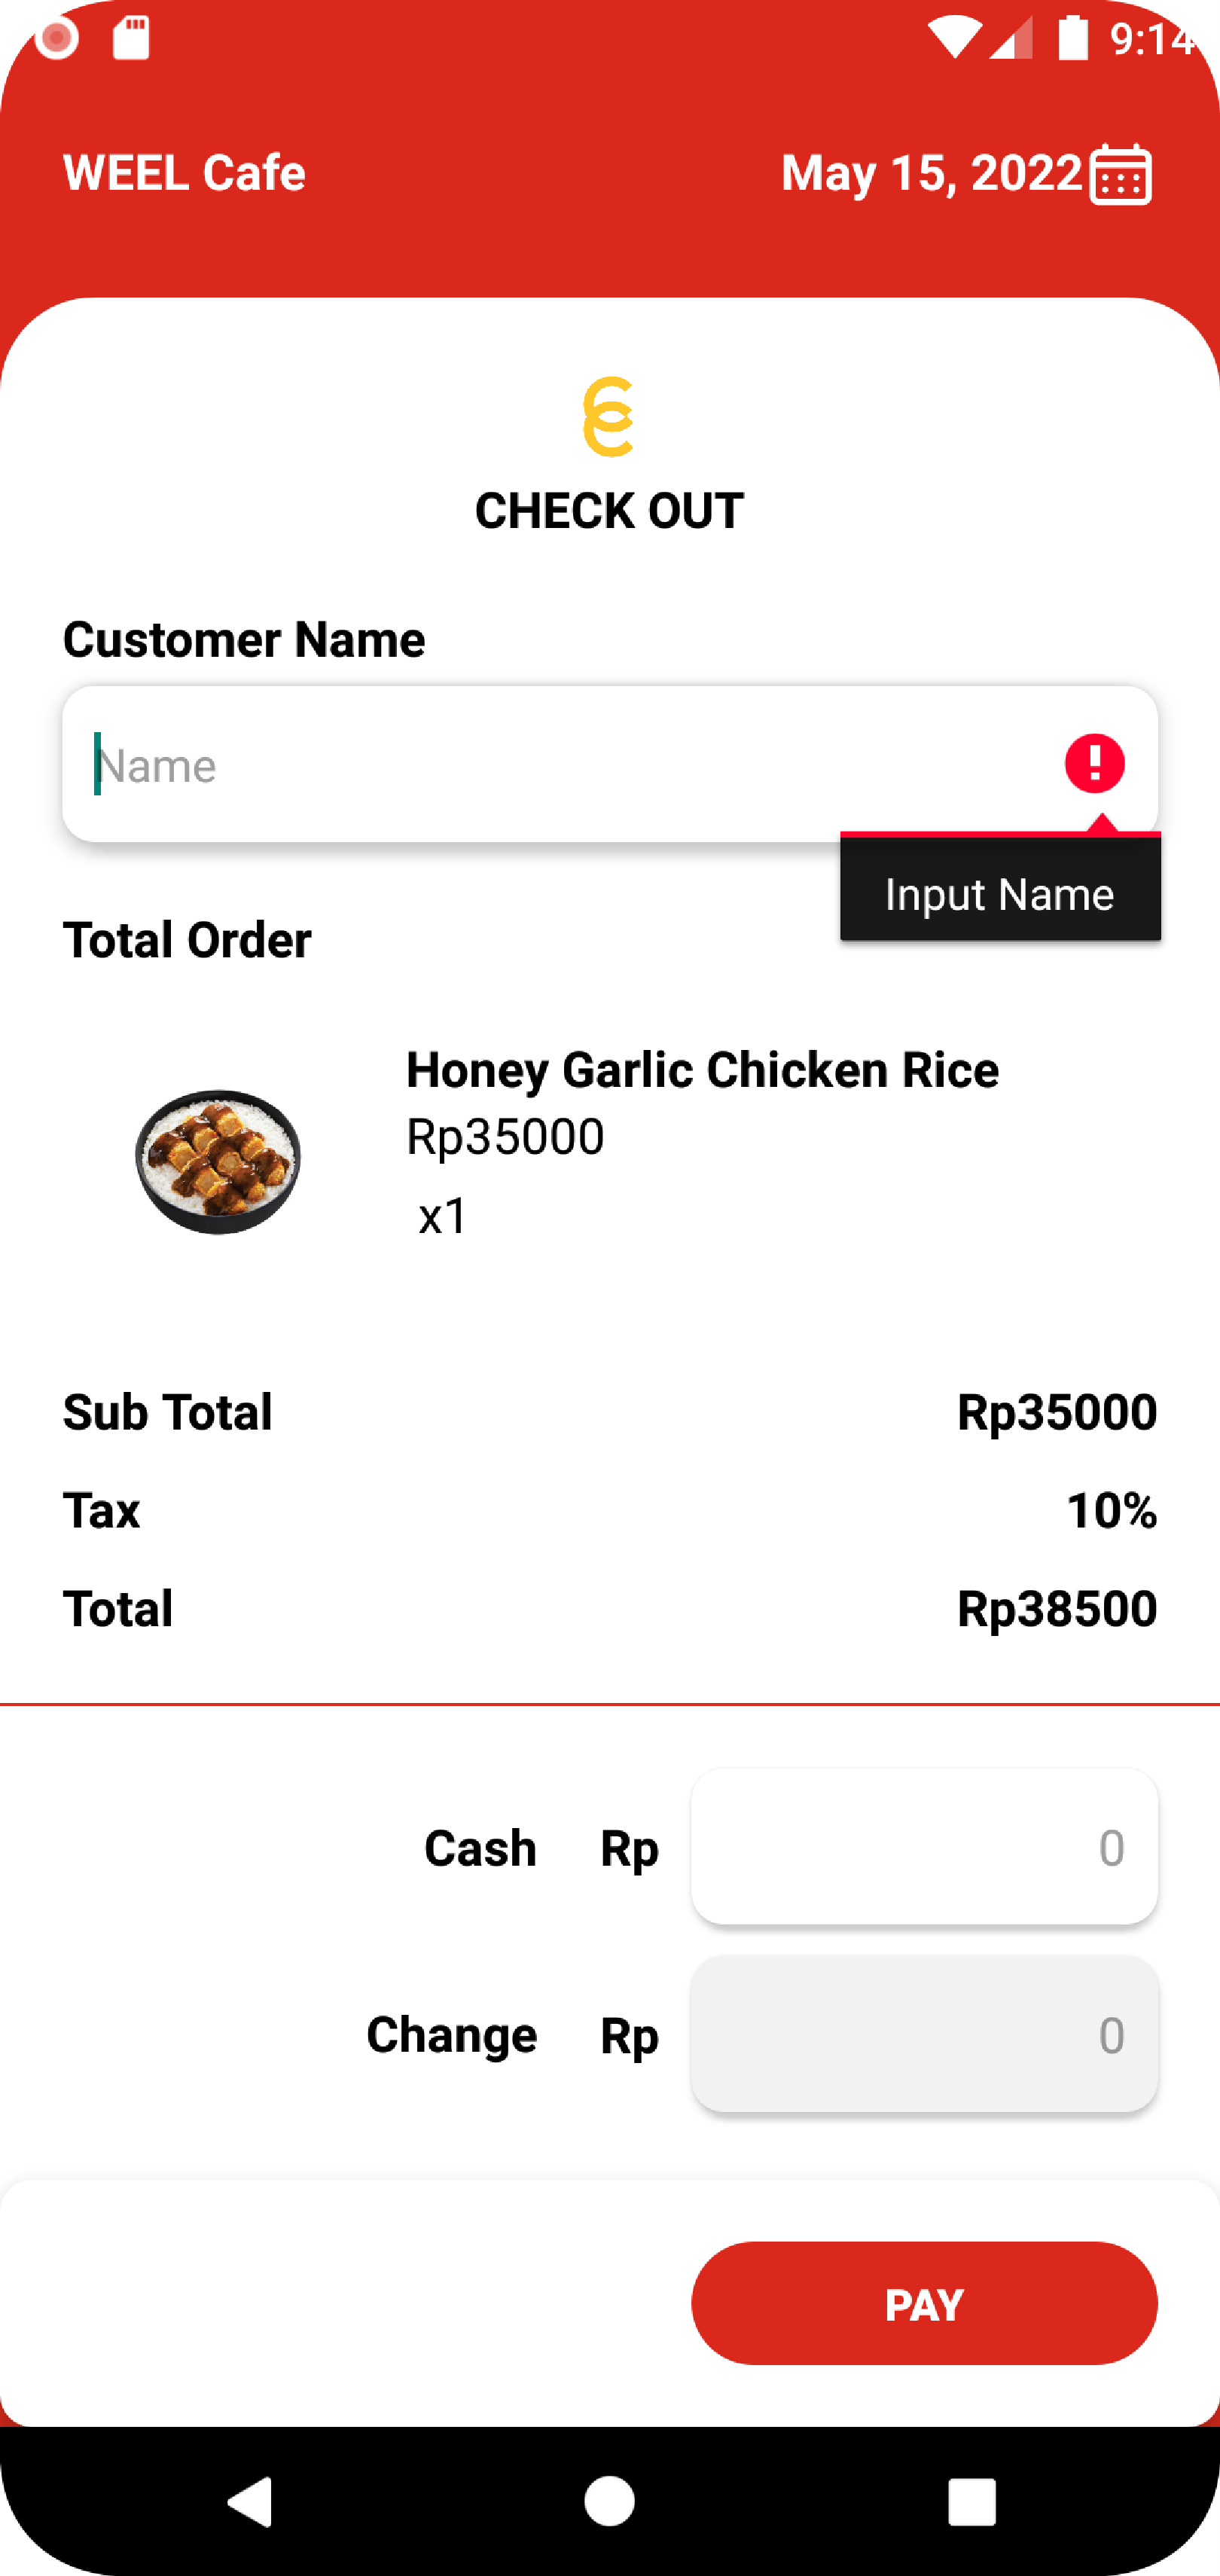 9:14
WEEL Cafe
May 15, 2022
CHECK OUT
Customer Name
Name
Input Name
Total Order
Honey Garlic Chicken Rice
Rp35000
x1
Sub Total Rp35000
Tax 10%
Total Rp38500
Cash Rp 0
Change Rp 0
PAY